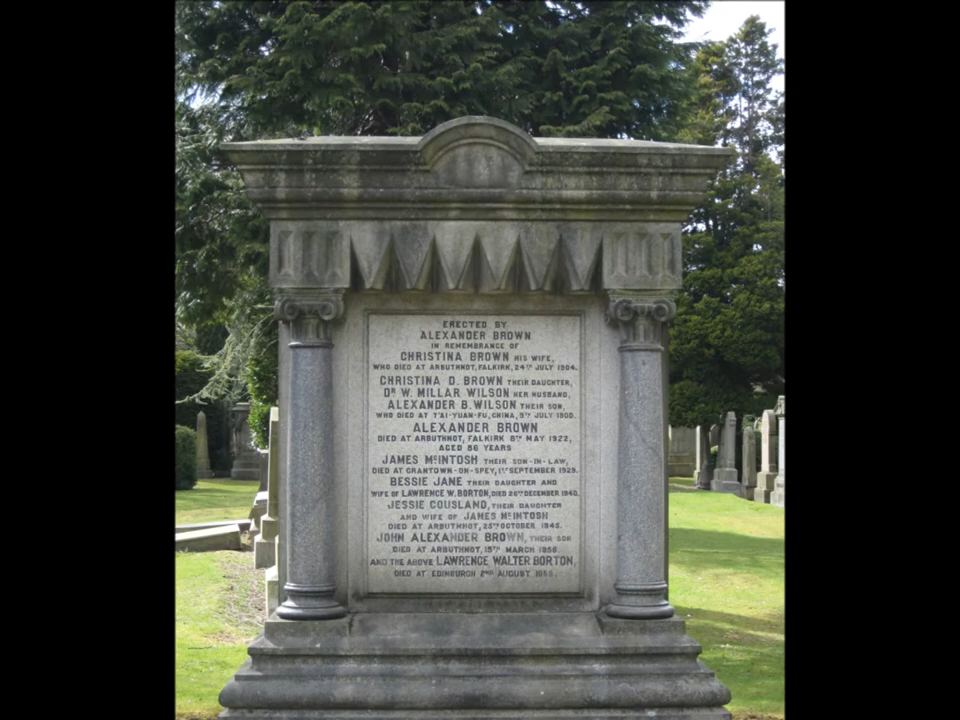 ERECTED BY
ALEXANDER BROWN
IN REMEMBRANCE OF
CHRISTINA BROWN HIS WIFE,
WHO DIED AT ARBUTHNOT, FALKIRK, 24TH JULY 1904.
CHRISTINA D. BROWN THEIR DAUGHTER,
DR W. MILLAR WILSON HER HUSBAND,
ALEXANDER B. WILSON THEIR SON,
WHO DIED AT T'AI-YUAN-FU, CHINA, 9TH JULY 1900.
ALEXANDER BROWN
DIED AT ARBUTHNOT, FALKIRK 8TH MAY 1922,
AGED 86 YEARS
JAMES MCINTOSH THEIR SON-IN-LAW,
DIED AT GRANTOWN-ON-SPEY, 1ST SEPTEMBER 1929.
BESSIE JANE THEIR DAUGHTER AND
WIFE OF LAWRENCE W. BORTON, DIED DECEMBER 1940.
JESSIE COUSLAND, THEIR DAUGHTER
AND WIFE OF JAMES MCINTOSH
DIED AT ARBUTHNOT, 25TH OCTOBER 1945.
JOHN ALEXANDER BROWN, THEIR SON
DIED AT ARBUTHNOT, MARCH
AND THE ABOVE LAWRENCE WALTER BORTON,
DIED AT EDINBURGH 2ND AUGUST